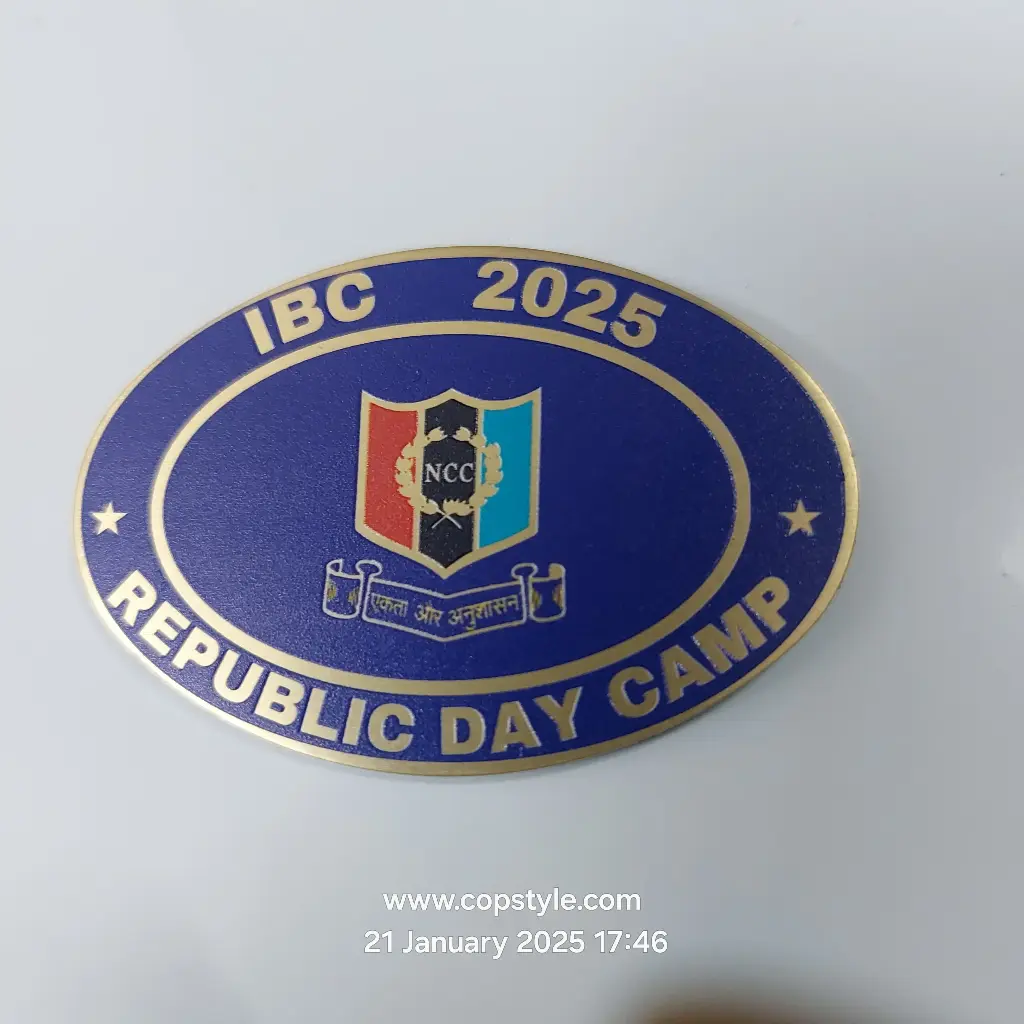 IBC 2025
NCC
एकता और अनुशासन
REPUBLIC DAY CAMP
www.copstyle.com
21 January 2025 17:46